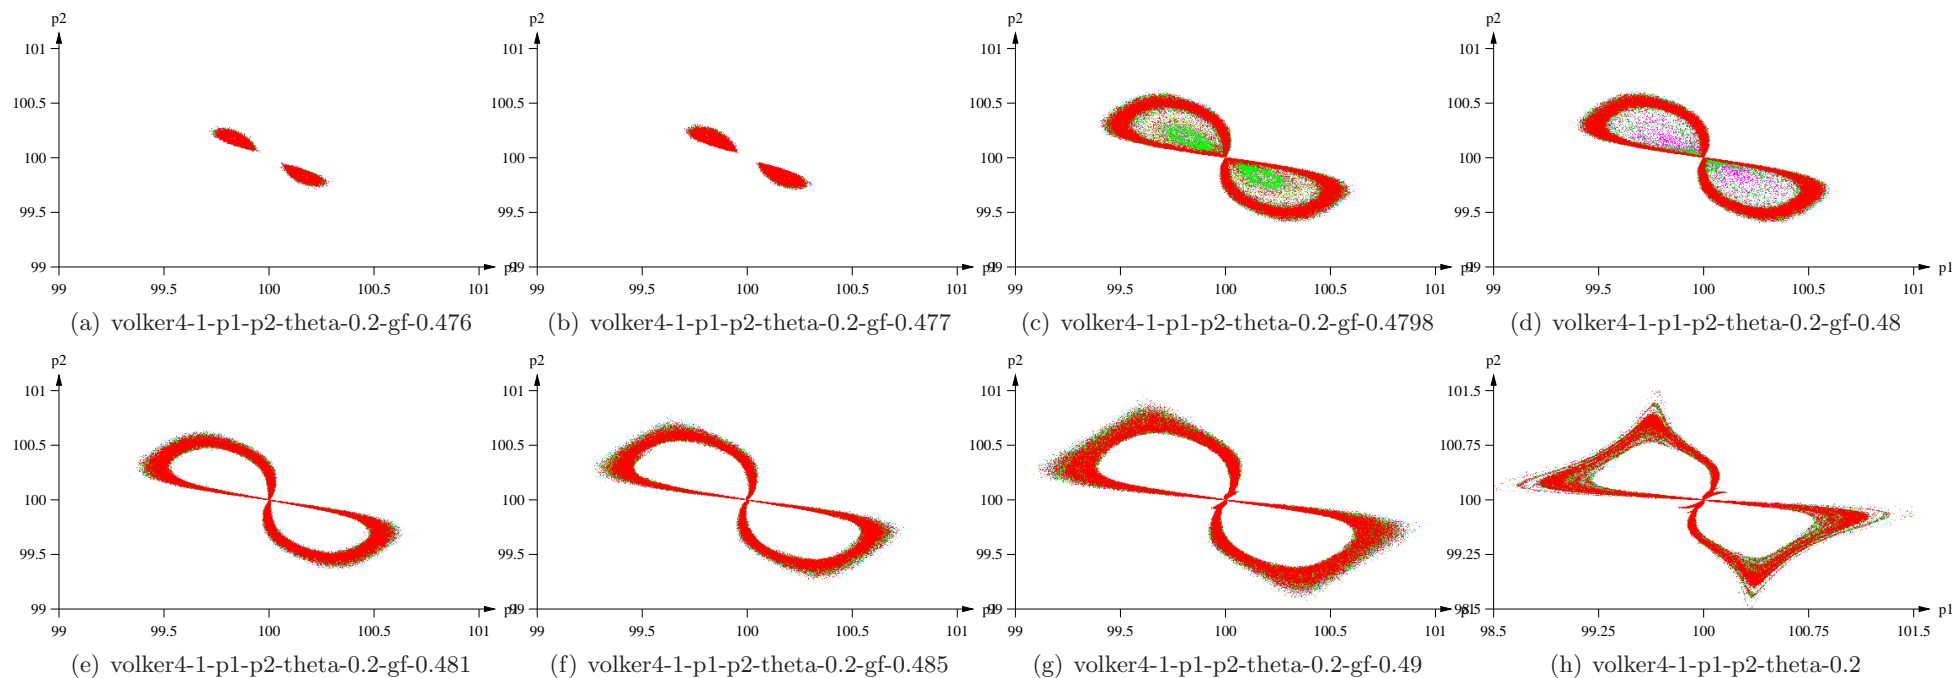 p2 p2 p2 p2
101 101 101 101
100.5 100.5 100.5 100.5
100 100 100 100
99.5 99.5 99.5 99.5
99 99 99 99 p1
99 99.5 100 100.5 101 99 99.5 100 100.5 101 99 99.5 100 100.5 101 99 99.5 100 100.5 101
(a) volker4-1-p1-p2-theta-0.2-gf-0.476 (b) volker4-1-p1-p2-theta-0.2-gf-0.477 (c) volker4-1-p1-p2-theta-0.2-gf-0.4798 (d) volker4-1-p1-p2-theta-0.2-gf-0.48
p2 p2 p2 p2
101 101 101 101.5
100.5 100.5 100.5 100.75
100 100 100 100
99.5 99.5 99.5 99.25
99 99 99 98.5 p1
99 99.5 100 100.5 101 99 99.5 100 100.5 101 99 99.5 100 100.5 101 98.5 99.25 100 100.75 101.5
(e) volker4-1-p1-p2-theta-0.2-gf-0.481 (f) volker4-1-p1-p2-theta-0.2-gf-0.485 (g) volker4-1-p1-p2-theta-0.2-gf-0.49 (h) volker4-1-p1-p2-theta-0.2